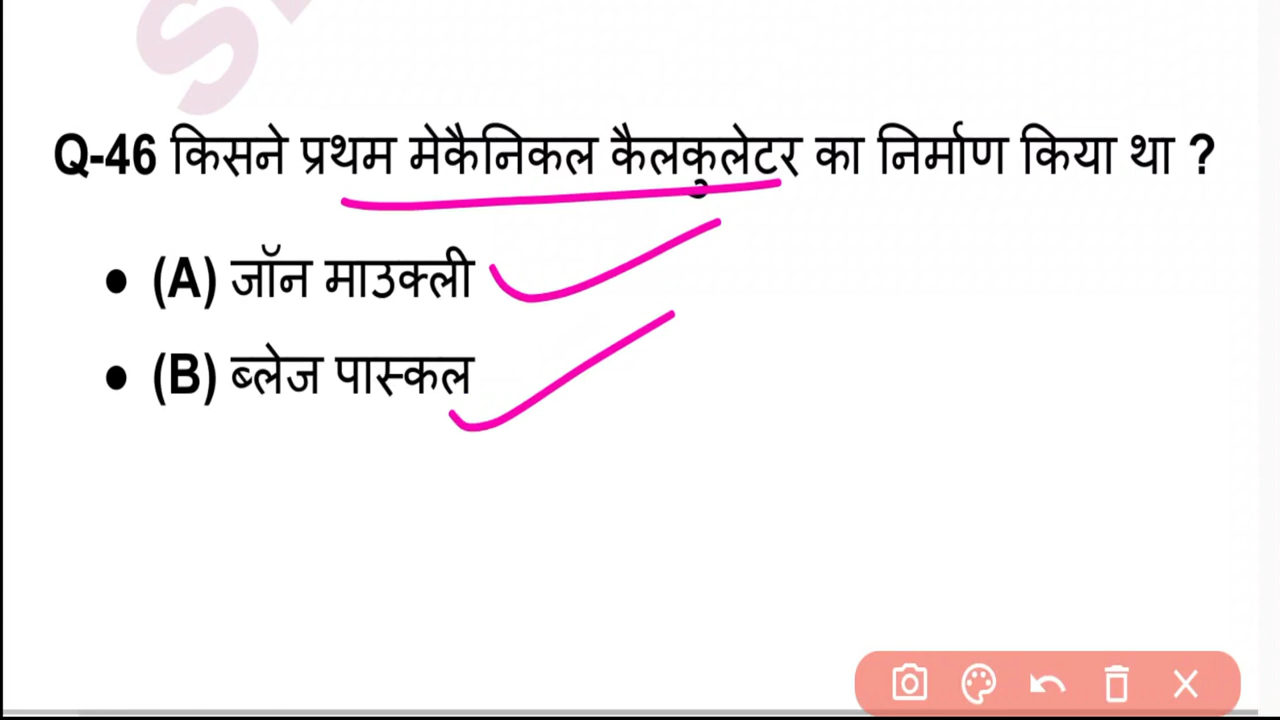 Q-46 किसने प्रथम मेकैनिकल कैलकुलेटर का निर्माण किया था ?
• (A) जॉन माउक्ली
• (B) ब्लेज पास्कल